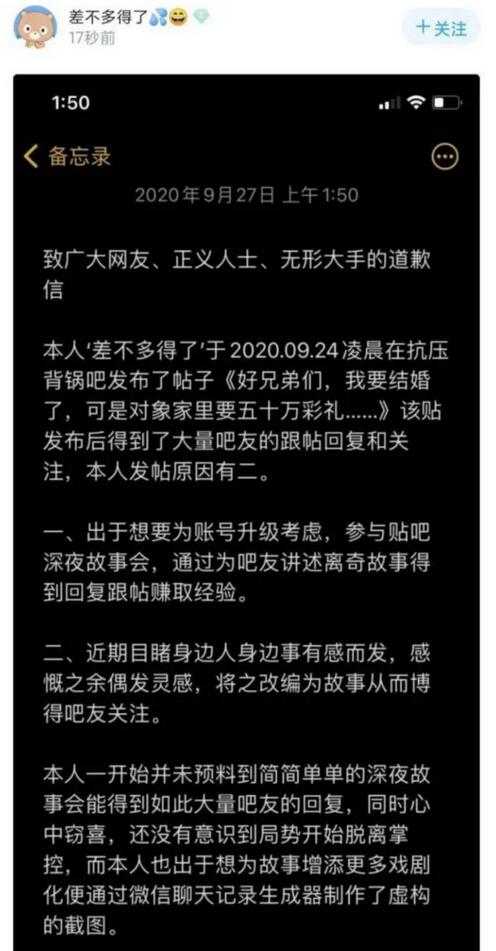 差不多得了💦😄
17秒前
+关注
1:50
备忘录
2020年9月27日 上午1:50
致广大网友、正义人士、无形大手的道歉
信
本人‘差不多得了’于2020.09.24凌晨在抗压
背锅吧发布了帖子《好兄弟们，我要结婚
了，可是对象家里要五十万彩礼......》该贴
发布后得到了大量吧友的跟帖回复和关
注，本人发帖原因有二。
一、出于想要为账号升级考虑，参与贴吧
深夜故事会，通过为吧友讲述离奇故事得
到回复跟帖赚取经验。
二、近期目睹身边人身边事有感而发，感
慨之余偶发灵感，将之改编为故事从而博
得吧友关注。
本人一开始并未预料到简简单单的深夜故
事会能得到如此大量吧友的回复，同时心
中窃喜，还没有意识到局势开始脱离掌
控，而本人也出于想为故事增添更多戏剧
化便通过微信聊天记录生成器制作了虚构
的截图。